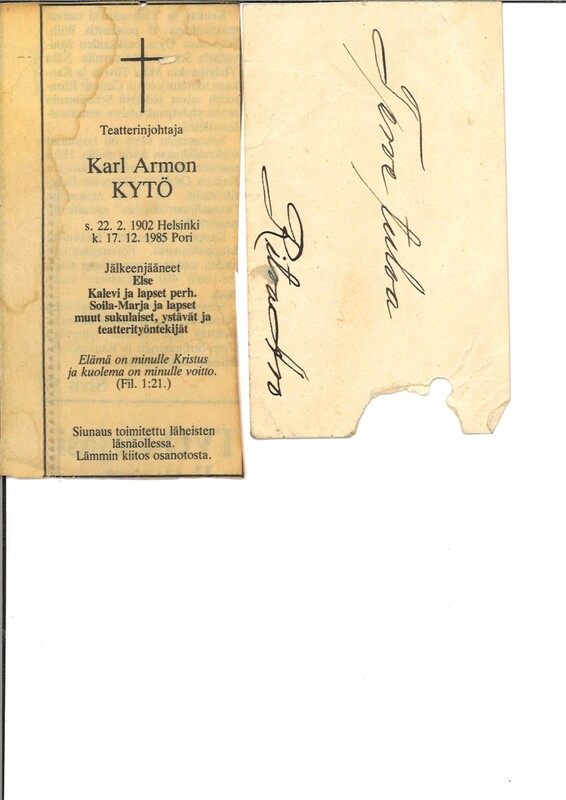 Teatterinjohtaja
Karl Armon
KYTÖ
s. 22. 2. 1902 Helsinki
k. 17. 12. 1985 Pori
Jälkeenjääneet
Else
Kalevi ja lapset perh.
Soila-Marja ja lapset
muut sukulaiset, ystävät ja
teatterityöntekijät
Elämä on minulle Kristus
ja kuolema on minulle voitto.
(Fil. 1:21.)
Siunaus toimitettu läheisten
läsnäollessa.
Lämmin kiitos osanotosta.
Terve tuloa